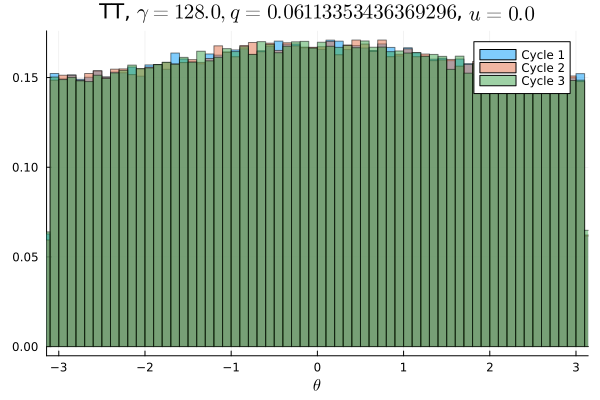 TT, γ = 128.0, q = 0.06113353436369296, u = 0.0
Cycle 1
Cycle 2
Cycle 3
0.15
0.10
0.05
0.00
−3 −2 −1 0 1 2 3
θ